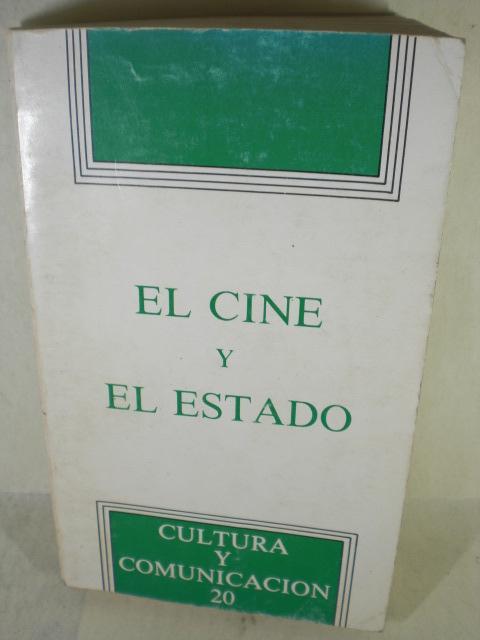 EL CINE
Y
EL ESTADO
CULTURA
Y
COMUNICACION
20